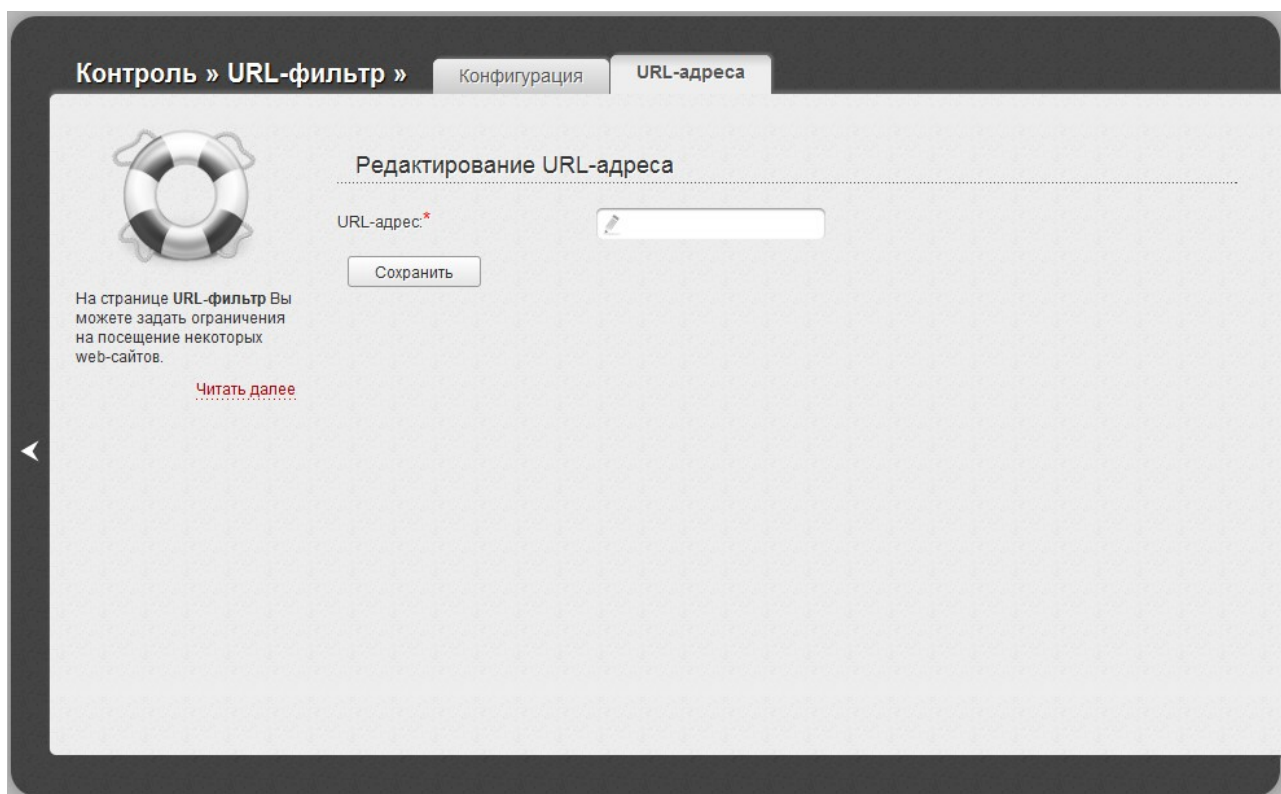 Контроль » URL-фильтр »
Конфигурация
URL-адреса
Редактирование URL-адреса
URL-адрес:*
Сохранить
На странице URL-фильтр Вы
можете задать ограничения
на посещение некоторых
web-сайтов.
Читать далее